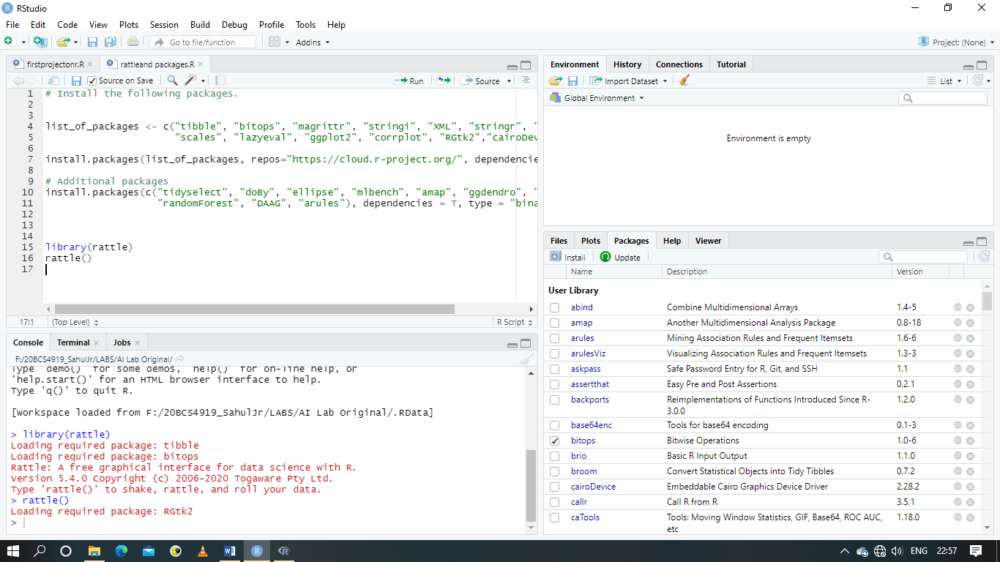 RStudio
File Edit Code View Plots Session Build Debug Profile Tools Help
Go to file/function Addins Project: (None)
firstprojectonr.R rattleand packages.R
Source on Save Run Source
1 # Install the following packages.
2
3
4 list_of_packages <- c("tibble", "bitops", "magrittr", "stringi", "XML", "stringr", "
5 "scales", "lazyeval", "ggplot2", "corrplot", "RGtk2","cairoDev
6
7 install.packages(list_of_packages, repos="https://cloud.r-project.org/", dependencie
8
9 # Additional packages
10 install.packages(c("tidyselect", "doBy", "ellipse", "mlbench", "amap", "ggdendro", "
11 "randomForest", "DAAG", "arules"), dependencies = T, type = "bina
12
13
14
15 library(rattle)
16 rattle()
17
17:1 (Top Level) R Script
Console Terminal Jobs
F:/20BCS4919_SahulJr/LABS/AI Lab Original/
Type 'demo()' for some demos, 'help()' for on-line help, or
'help.start()' for an HTML browser interface to help.
Type 'q()' to quit R.
[Workspace loaded from F:/20BCS4919_SahulJr/LABS/AI Lab Original/.RData]
> library(rattle)
Loading required package: tibble
Loading required package: bitops
Rattle: A free graphical interface for data science with R.
Version 5.4.0 Copyright (c) 2006-2020 Togaware Pty Ltd.
Type 'rattle()' to shake, rattle, and roll your data.
> rattle()
Loading required package: RGtk2
>
Environment History Connections Tutorial
Import Dataset List
Global Environment
Environment is empty
Files Plots Packages Help Viewer
Install Update
Name Description Version
User Library
abind Combine Multidimensional Arrays 1.4-5
amap Another Multidimensional Analysis Package 0.8-18
arules Mining Association Rules and Frequent Itemsets 1.6-6
arulesViz Visualizing Association Rules and Frequent Itemsets 1.3-3
askpass Safe Password Entry for R, Git, and SSH 1.1
assertthat Easy Pre and Post Assertions 0.2.1
backports Reimplementations of Functions Introduced Since R- 1.2.0
3.0.0
base64enc Tools for base64 encoding 0.1-3
bitops Bitwise Operations 1.0-6
brio Basic R Input Output 1.1.0
broom Convert Statistical Objects into Tidy Tibbles 0.7.2
cairoDevice Embeddable Cairo Graphics Device Driver 2.28.2
callr Call R from R 3.5.1
caTools Tools: Moving Window Statistics, GIF, Base64, ROC AUC, 1.18.0
etc
ENG 22:57